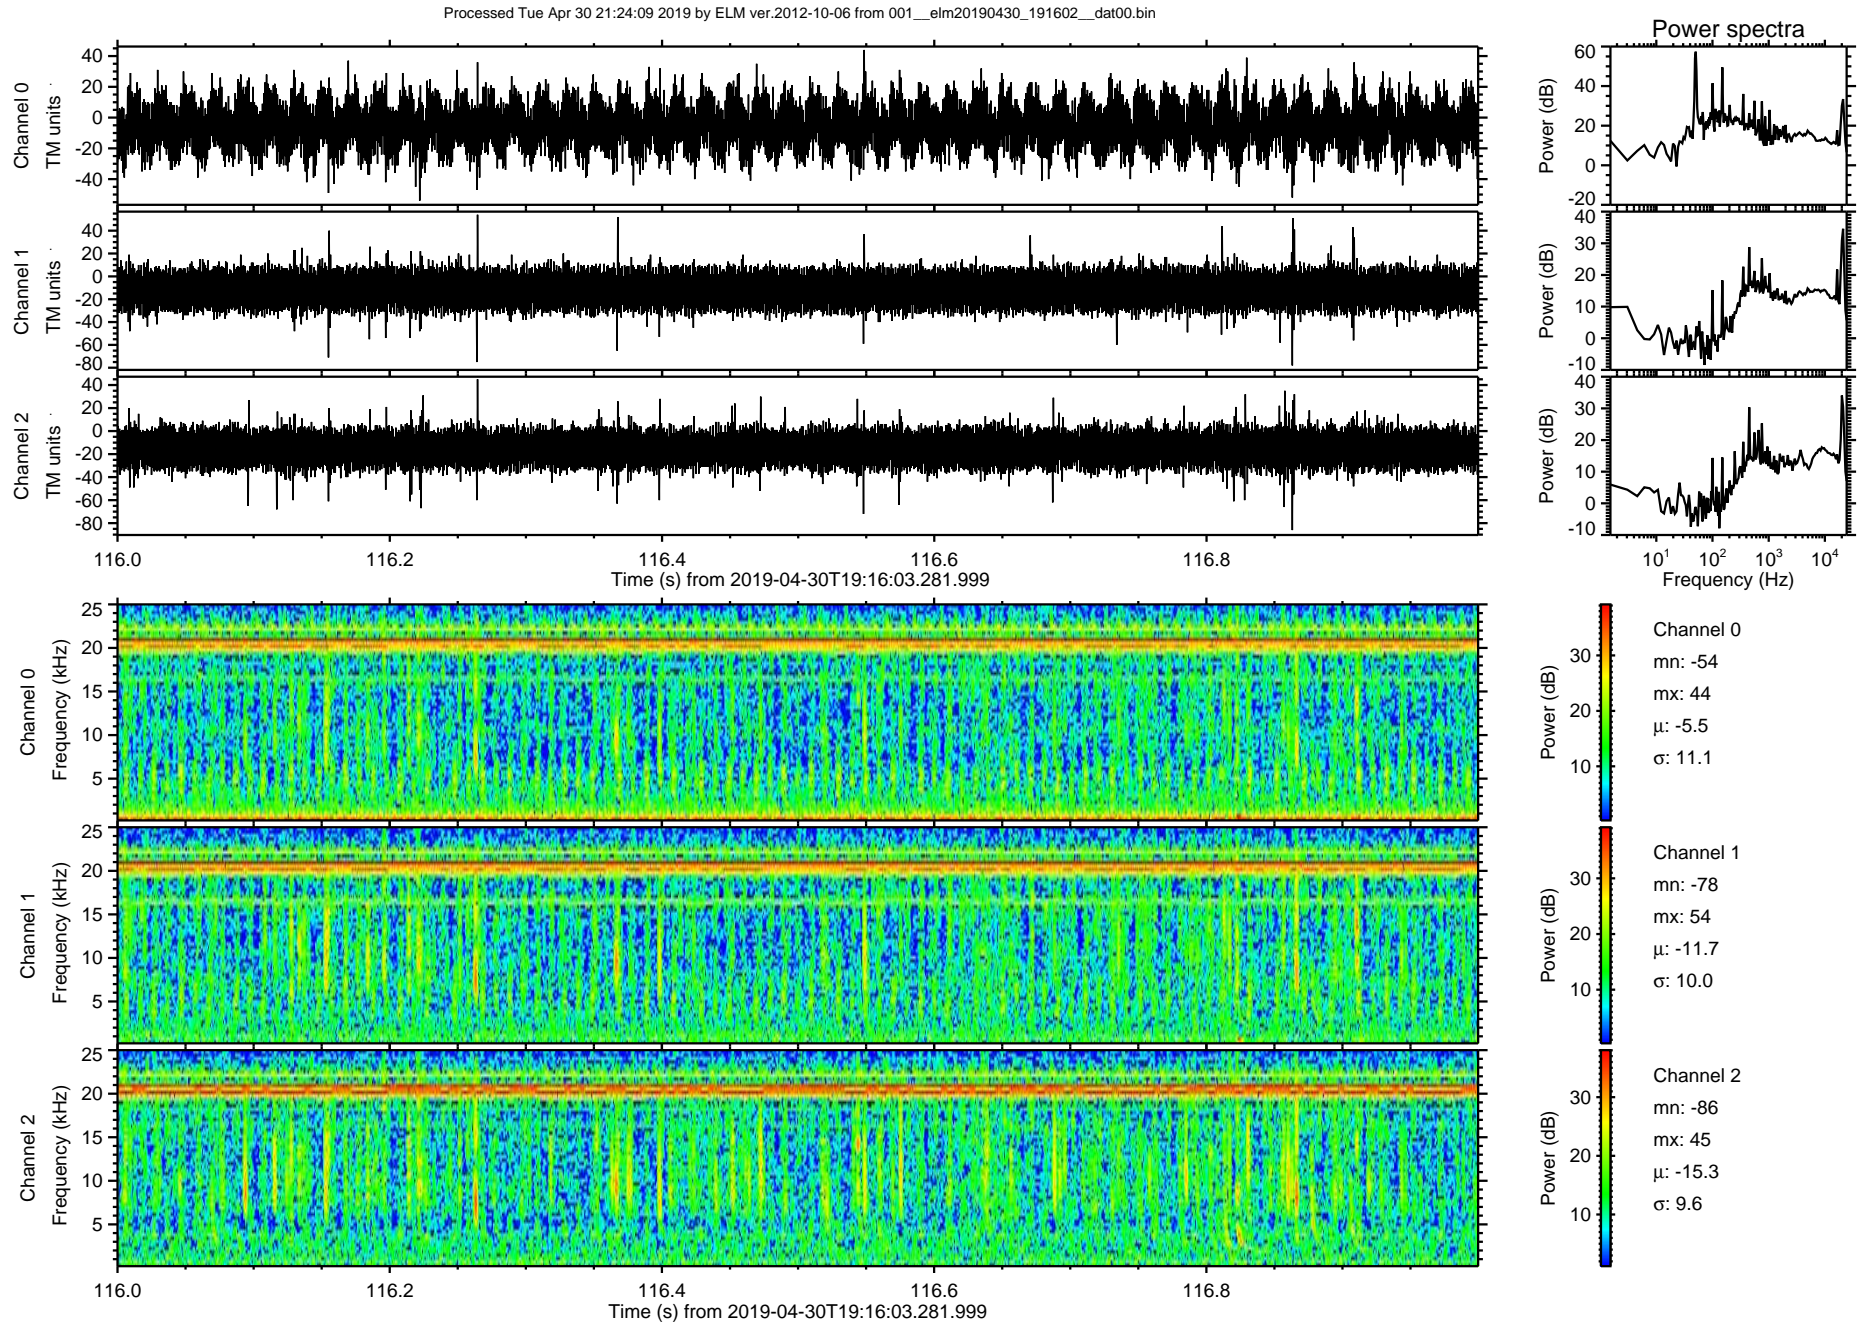 Processed Tue Apr 30 21:24:09 2019 by ELM ver.2012-10-06 from 001__elm20190430_191602__dat00.bin
Power spectra
Channel 0
TM units
40
20
0
-20
-40
Power (dB)
60
40
20
0
-20
Channel 1
TM units
40
20
0
-20
-40
-60
-80
Power (dB)
40
30
20
10
0
-10
Channel 2
TM units
40
20
0
-20
-40
-60
-80
Power (dB)
40
30
20
10
0
-10
116.0 116.2 116.4 116.6 116.8
Time (s) from 2019-04-30T19:16:03.281.999
10¹ 10² 10³ 10⁴
Frequency (Hz)
Channel 0
Frequency (kHz)
25
20
15
10
5
Power (dB)
30
20
10
Channel 0
mn: -54
mx: 44
μ: -5.5
σ: 11.1
Channel 1
Frequency (kHz)
25
20
15
10
5
Power (dB)
30
20
10
Channel 1
mn: -78
mx: 54
μ: -11.7
σ: 10.0
Channel 2
Frequency (kHz)
25
20
15
10
5
Power (dB)
30
20
10
Channel 2
mn: -86
mx: 45
μ: -15.3
σ: 9.6
116.0 116.2 116.4 116.6 116.8
Time (s) from 2019-04-30T19:16:03.281.999